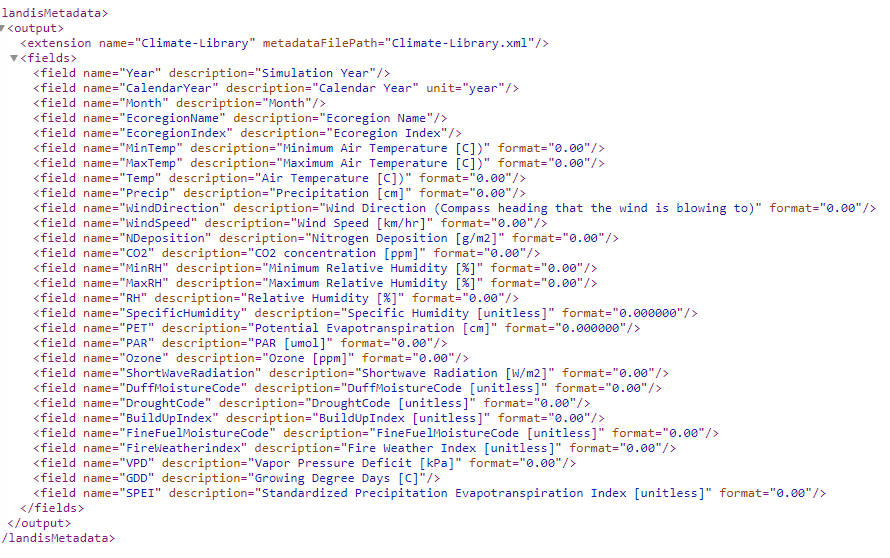 landisMetadata>
<output>
<extension name="Climate-Library" metadataFilePath="Climate-Library.xml"/>
<fields>
<field name="Year" description="Simulation Year"/>
<field name="CalendarYear" description="Calendar Year" unit="year"/>
<field name="Month" description="Month"/>
<field name="EcoregionName" description="Ecoregion Name"/>
<field name="EcoregionIndex" description="Ecoregion Index"/>
<field name="MinTemp" description="Minimum Air Temperature [C])" format="0.00"/>
<field name="MaxTemp" description="Maximum Air Temperature [C])" format="0.00"/>
<field name="Temp" description="Air Temperature [C])" format="0.00"/>
<field name="Precip" description="Precipitation [cm]" format="0.00"/>
<field name="WindDirection" description="Wind Direction (Compass heading that the wind is blowing to)" format="0.00"/>
<field name="WindSpeed" description="Wind Speed [km/hr]" format="0.00"/>
<field name="NDeposition" description="Nitrogen Deposition [g/m2]" format="0.00"/>
<field name="CO2" description="CO2 concentration [ppm]" format="0.00"/>
<field name="MinRH" description="Minimum Relative Humidity [%]" format="0.00"/>
<field name="MaxRH" description="Maximum Relative Humidity [%]" format="0.00"/>
<field name="RH" description="Relative Humidity [%]" format="0.00"/>
<field name="SpecificHumidity" description="Specific Humidity [unitless]" format="0.000000"/>
<field name="PET" description="Potential Evapotranspiration [cm]" format="0.000000"/>
<field name="PAR" description="PAR [umol]" format="0.00"/>
<field name="Ozone" description="Ozone [ppm]" format="0.00"/>
<field name="ShortWaveRadiation" description="Shortwave Radiation [W/m2]" format="0.00"/>
<field name="DuffMoistureCode" description="DuffMoistureCode [unitless]" format="0.00"/>
<field name="DroughtCode" description="DroughtCode [unitless]" format="0.00"/>
<field name="BuildUpIndex" description="BuildUpIndex [unitless]" format="0.00"/>
<field name="FineFuelMoistureCode" description="FineFuelMoistureCode [unitless]" format="0.00"/>
<field name="FireWeatherindex" description="Fire Weather Index [unitless]" format="0.00"/>
<field name="VPD" description="Vapor Pressure Deficit [kPa]" format="0.00"/>
<field name="GDD" description="Growing Degree Days [C]"/>
<field name="SPEI" description="Standardized Precipitation Evapotranspiration Index [unitless]" format="0.00"/>
</fields>
</output>
/landisMetadata>